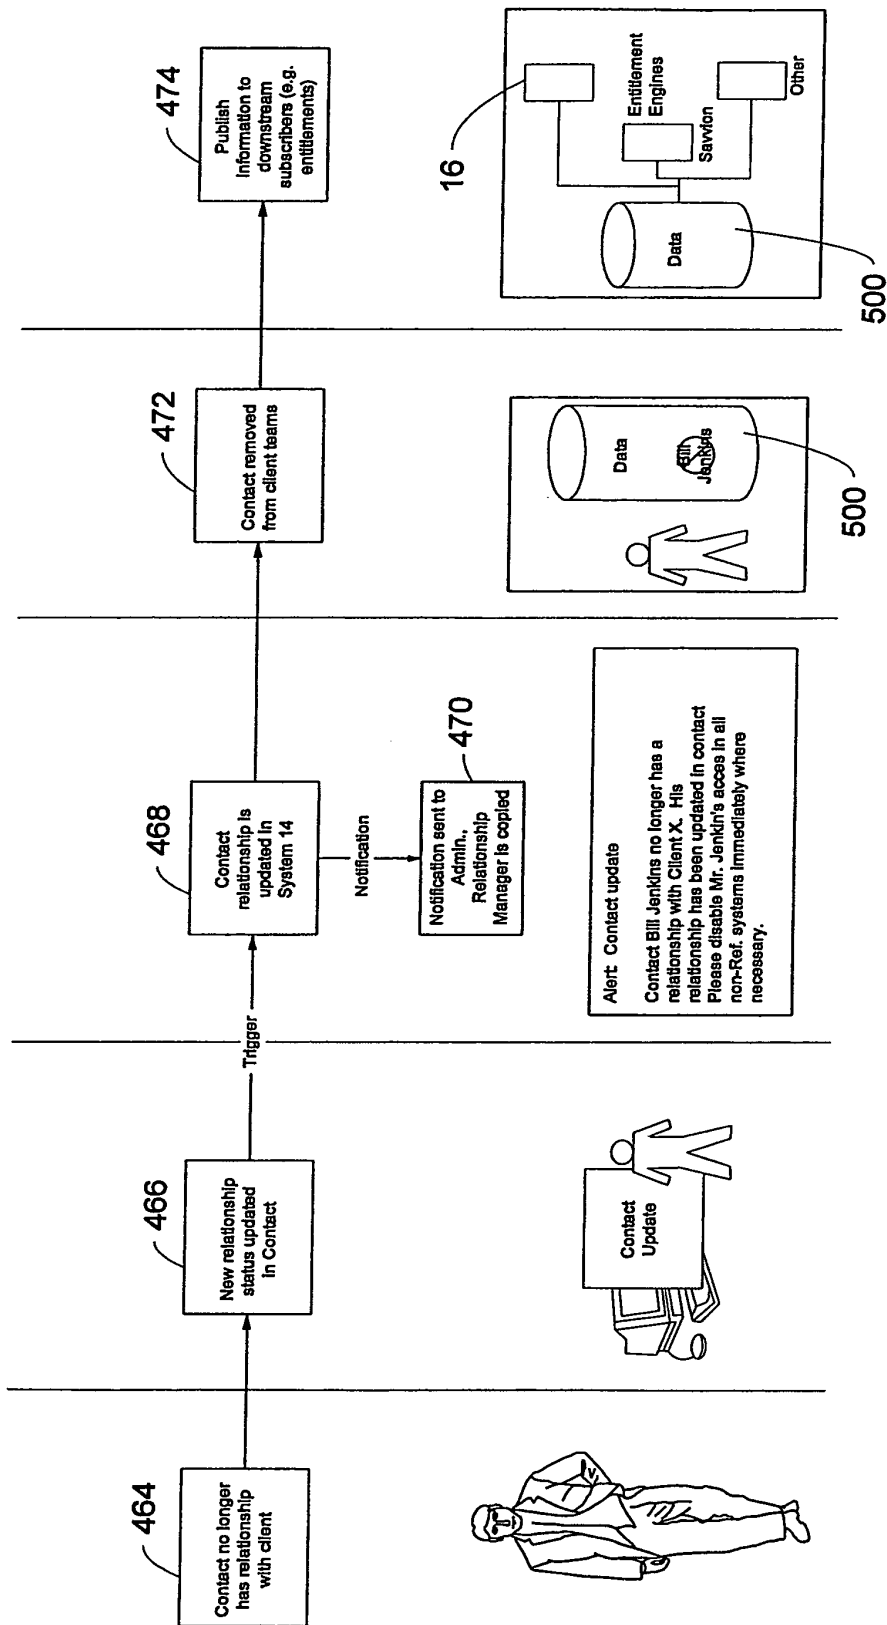 464
Contact no longer
has relationship
with client
466
New relationship
status updated
in Contact
Contact
Update
Trigger
468
Contact
relationship is
updated in
System 14
Notification
470
Notification sent to
Admin.,
Relationship
Manager is copied
Alert: Contact update
Contact Bill Jenkins no longer has a
relationship with Client X. His
relationship has been updated in contact
Please disable Mr. Jenkin's acces in all
non-Ref. systems immediately where
necessary.
472
Contact removed
from client teams
Data
Bill
Jenkins
500
474
Publish
Information to
downstream
subscribers (e.g.
entitlements)
16
Entitlement
Engines
Savvion
Other
Data
500